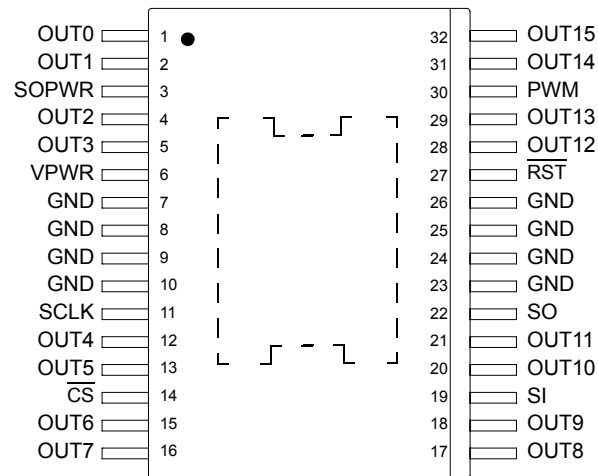 OUT0 1 32 OUT15
OUT1 2 31 OUT14
SOPWR 3 30 PWM
OUT2 4 29 OUT13
OUT3 5 28 OUT12
VPWR 6 27 RST
GND 7 26 GND
GND 8 25 GND
GND 9 24 GND
GND 10 23 GND
SCLK 11 22 SO
OUT4 12 21 OUT11
OUT5 13 20 OUT10
CS 14 19 SI
OUT6 15 18 OUT9
OUT7 16 17 OUT8